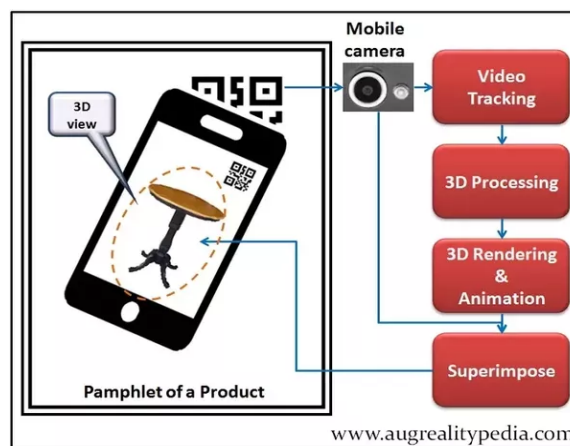 Mobile
camera
3D
view
Video
Tracking
3D Processing
3D Rendering
&
Animation
Superimpose
Pamphlet of a Product
www.augrealitypedia.com